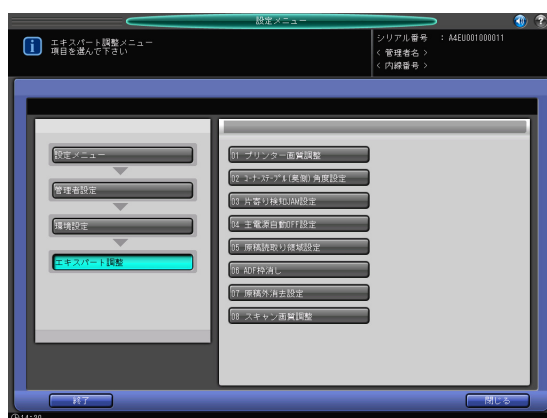 設定メニュー
エキスパート調整メニュー
項目を選んで下さい
シリアル番号 : A4EU001000011
< 管理者名 >
< 内線番号 >
設定メニュー
管理者設定
環境設定
エキスパート調整
01 プリンター画質調整
02 コーナーステープル(奥側)角度設定
03 片寄り検知JAM設定
04 主電源自動OFF設定
05 原稿読取り領域設定
06 ADF枠消し
07 原稿外消去設定
08 スキャン画質調整
終了
閉じる